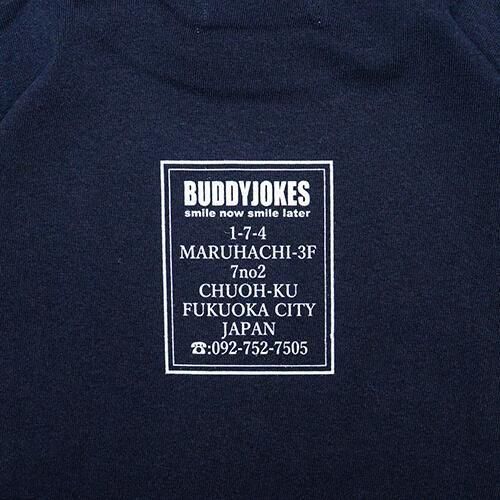 BUDDYJOKES
smile now smile later
1-7-4
MARUHACHI-3F
7no2
CHUOH-KU
FUKUOKA CITY
JAPAN
☎:092-752-7505